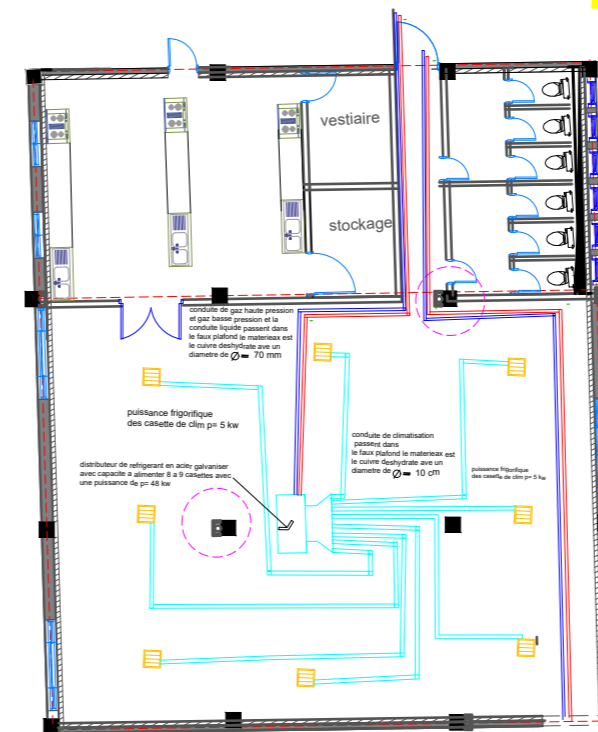 vestiaire
stockage
conduite de gaz haute pression
et gaz basse pression et la
conduite liquide passent dans
le faux plafond le materieax est
le cuivre deshydrate ave un
diametre de Ø= 70 mm
puissance frigorifique
des casette de clim p= 5 kw
conduite de climatisation
passent dans
le faux plafond le materieax est
le cuivre deshydrate ave un
diametre de Ø= 10 cm
distributeur de refrigerant en acier galvaniser
avec capacite a alimenter 8 a 9 casettes avec
une puissance de p= 48 kw
puissance frigorifique
des casette de clim p= 5 kw